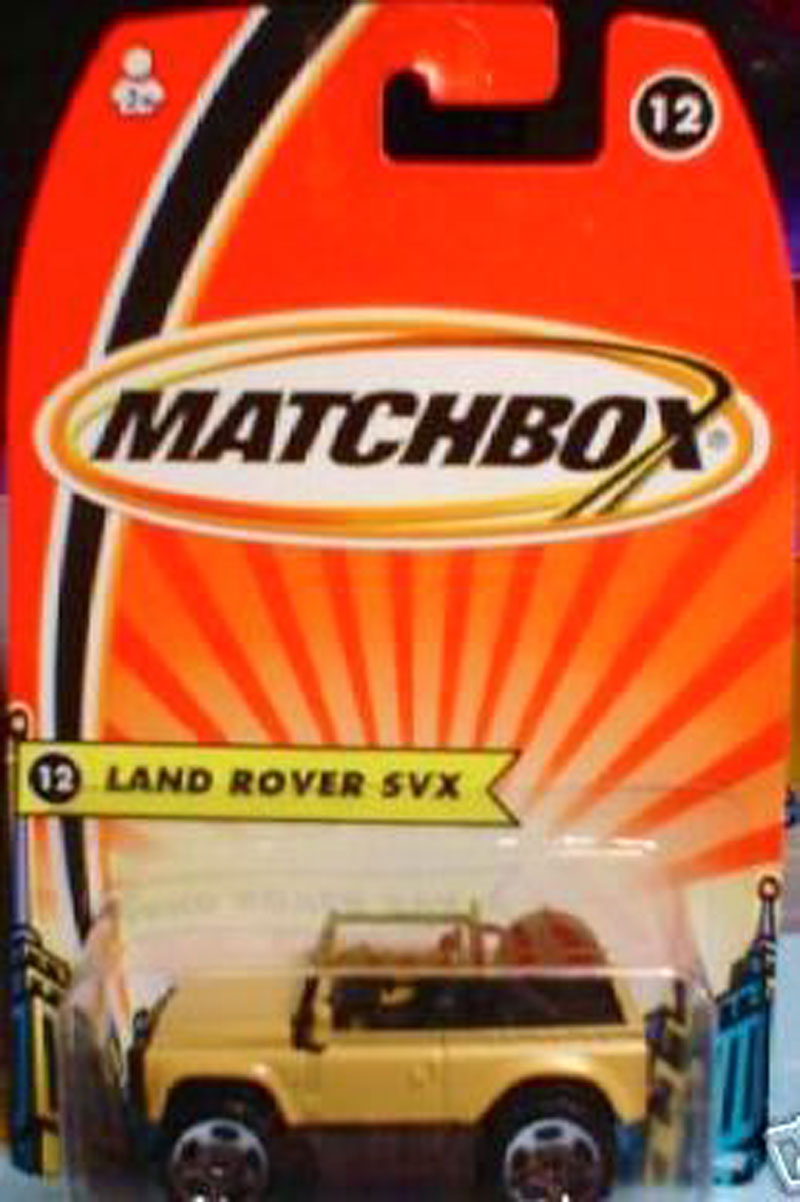 12
MATCHBOX®
12 LAND ROVER SVX